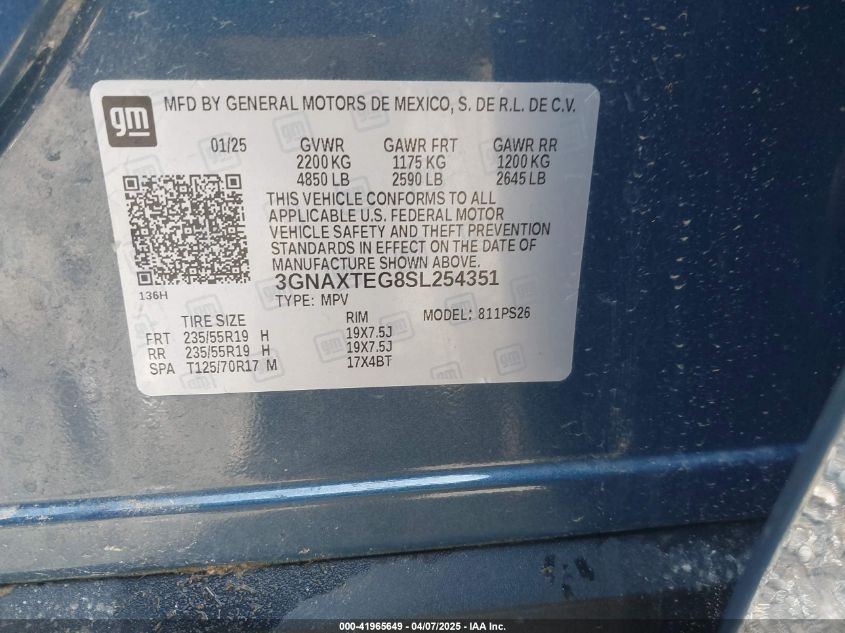 gm
MFD BY GENERAL MOTORS DE MEXICO, S. DE R.L. DE C.V.
01/25 GVWR GAWR FRT GAWR RR
2200 KG 1175 KG 1200 KG
4850 LB 2590 LB 2645 LB
THIS VEHICLE CONFORMS TO ALL
APPLICABLE U.S. FEDERAL MOTOR
VEHICLE SAFETY AND THEFT PREVENTION
STANDARDS IN EFFECT ON THE DATE OF
MANUFACTURE SHOWN ABOVE.
136H
3GNAXTEG8SL254351
TYPE: MPV
TIRE SIZE RIM MODEL: 811PS26
FRT 235/55R19 H 19X7.5J
RR 235/55R19 H 19X7.5J
SPA T125/70R17 M 17X4BT
000-41965649 - 04/07/2025 - IAA Inc.